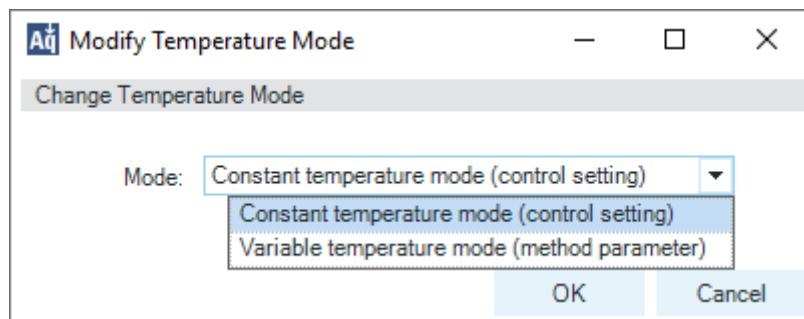 Aq Modify Temperature Mode
Change Temperature Mode
Mode: Constant temperature mode (control setting)
Constant temperature mode (control setting)
Variable temperature mode (method parameter)
OK Cancel